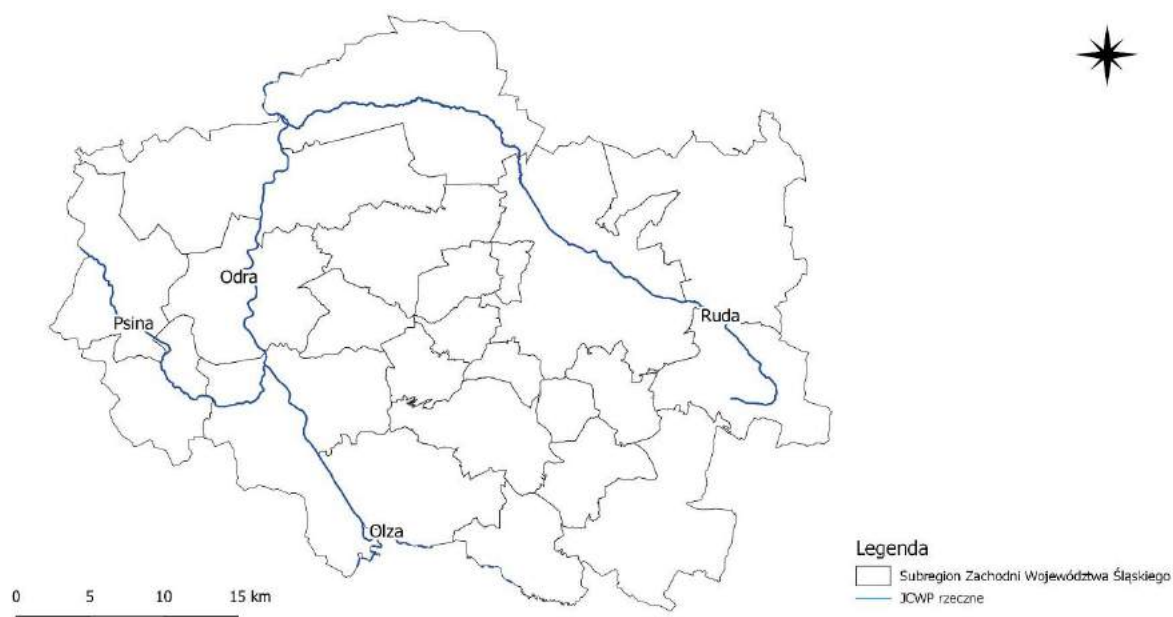 Odra
Psina
Ruda
Olza
Legenda
Subregion Zachodni Województwa Śląskiego
JCWP rzeczne
0 5 10 15 km